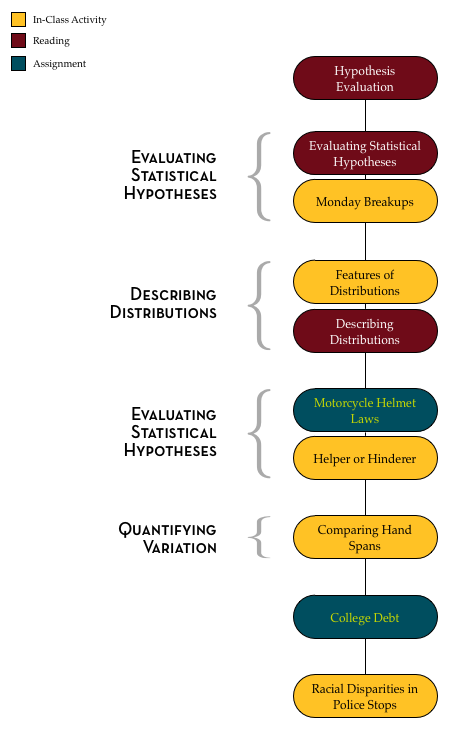 In-Class Activity
Reading
Assignment
Hypothesis
Evaluation
Evaluating Statistical
Hypotheses
Monday Breakups
Evaluating
Statistical
Hypotheses
Features of
Distributions
Describing
Distributions
Describing
Distributions
Motorcycle Helmet
Laws
Helper or Hinderer
Evaluating
Statistical
Hypotheses
Comparing Hand
Spans
Quantifying
Variation
College Debt
Racial Disparities in
Police Stops